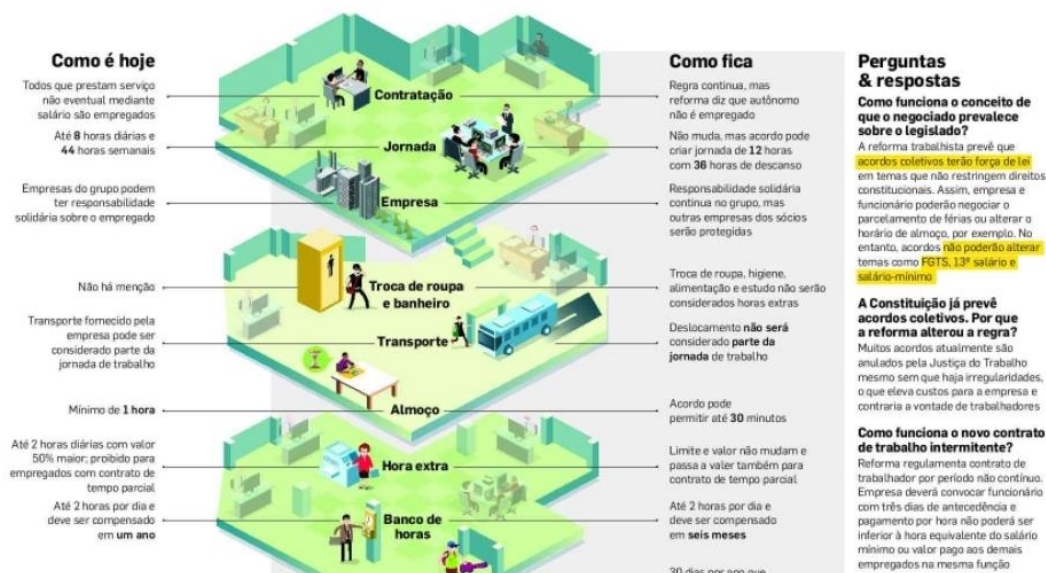 Como é hoje
Todos que prestam serviço
não eventual mediante
salário são empregados
Até 8 horas diárias e
44 horas semanais
Empresas do grupo podem
ter responsabilidade
solidária sobre o empregado
Não há menção
Transporte fornecido pela
empresa pode ser
considerado parte da
jornada de trabalho
Mínimo de 1 hora
Até 2 horas diárias com valor
50% maior; proibido para
empregados com contrato de
tempo parcial
Até 2 horas por dia e
deve ser compensado
em um ano
Contratação
Jornada
Empresa
Troca de roupa
e banheiro
Transporte
Almoço
Hora extra
Banco de
horas
Como fica
Regra continua, mas
reforma diz que autônomo
não é empregado
Não muda, mas acordo pode
criar jornada de 12 horas
com 36 horas de descanso
Responsabilidade solidária
continua no grupo, mas
outras empresas dos sócios
serão protegidas
Troca de roupa, higiene,
alimentação e estudo não serão
considerados horas extras
Deslocamento não será
considerado parte da
jornada de trabalho
Acordo pode
permitir até 30 minutos
Limite e valor não mudam e
passa a valer também para
contrato de tempo parcial
Até 2 horas por dia e
deve ser compensado
em seis meses
30 dias por ano que
Perguntas
& respostas
Como funciona o conceito de
que o negociado prevalece
sobre o legislado?
A reforma trabalhista prevê que
acordos coletivos terão força de lei
em temas que não restringem direitos
constitucionais. Assim, empresa e
funcionário poderão negociar o
parcelamento de férias ou alterar o
horário de almoço, por exemplo. No
entanto, acordos não poderão alterar
temas como FGTS, 13º salário e
salário-mínimo
A Constituição já prevê
acordos coletivos. Por que
a reforma alterou a regra?
Muitos acordos atualmente são
anulados pela Justiça do Trabalho
mesmo sem que haja irregularidades,
o que eleva custos para a empresa e
contraria a vontade de trabalhadores
Como funciona o novo contrato
de trabalho intermitente?
Reforma regulamenta contrato de
trabalhador por período não contínuo.
Empresa deverá convocar funcionário
com três dias de antecedência e
pagamento por hora não poderá ser
inferior à hora equivalente do salário
mínimo ou valor pago aos demais
empregados na mesma função